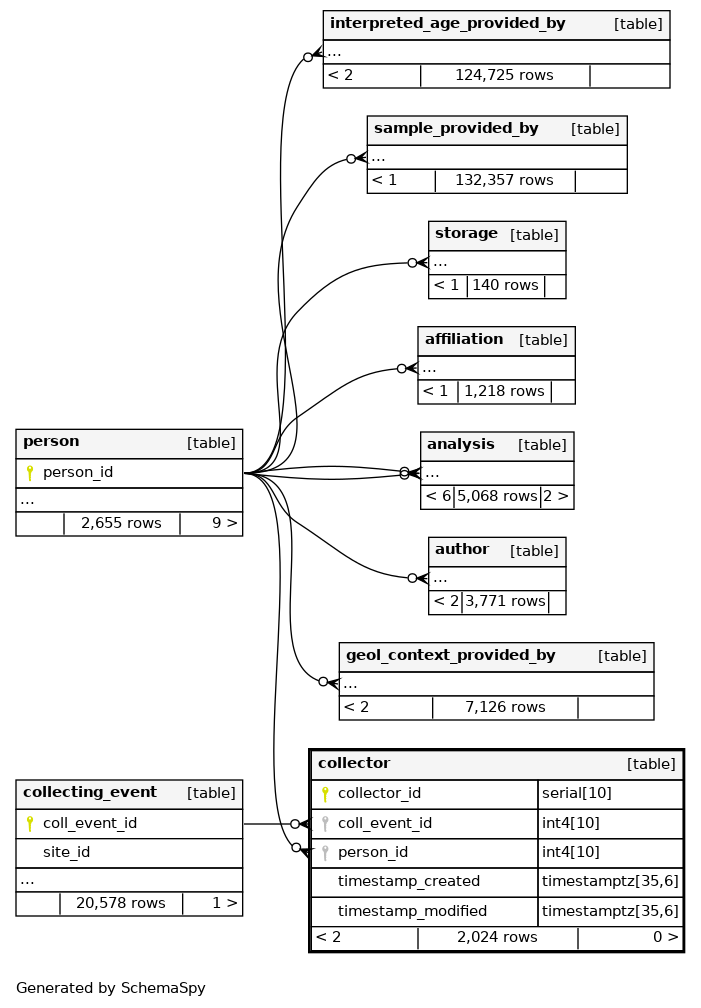 interpreted_age_provided_by [table]
...
< 2 124,725 rows
sample_provided_by [table]
...
< 1 132,357 rows
storage [table]
...
< 1 140 rows
affiliation [table]
...
< 1 1,218 rows
person [table]
person_id
...
2,655 rows 9 >
analysis [table]
...
< 6 5,068 rows 2 >
author [table]
...
< 2 3,771 rows
geol_context_provided_by [table]
...
< 2 7,126 rows
collecting_event [table]
coll_event_id
site_id
...
20,578 rows 1 >
collector [table]
collector_id serial[10]
coll_event_id int4[10]
person_id int4[10]
timestamp_created timestamptz[35,6]
timestamp_modified timestamptz[35,6]
< 2 2,024 rows 0 >
Generated by SchemaSpy